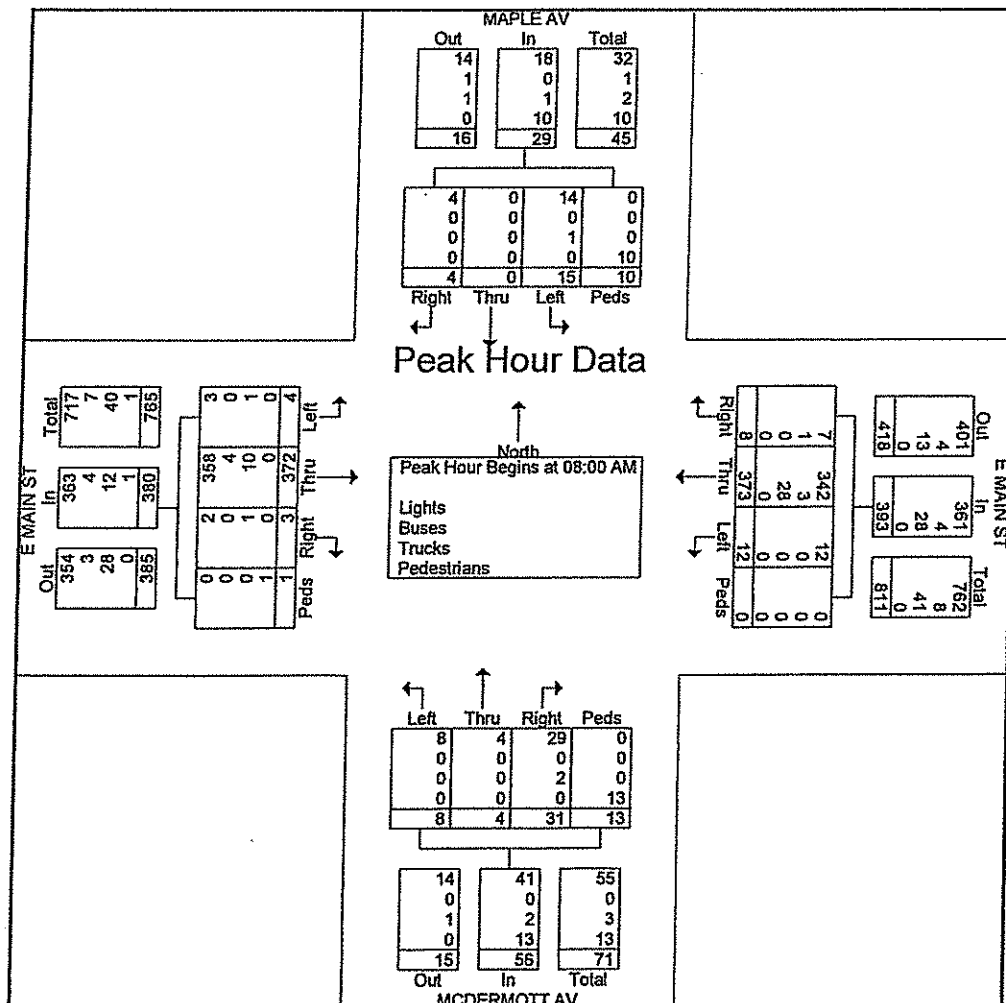 MAPLE AV
Out In Total
14 18 32
1 0 1
1 1 2
0 10 10
16 29 45
4 0 14 0
0 0 0 0
0 0 1 0
0 0 0 10
4 0 15 10
Right Thru Left Peds
Peak Hour Data
E MAIN ST
Total
717 7 40 1 765
In
363 4 12 1 380
Out
354 3 28 0 385
Left
3 0 1 0 4
Thru
358 4 10 0 372
Right
2 0 1 0 3
Peds
0 0 0 1 1
North
Peak Hour Begins at 08:00 AM
Lights
Buses
Trucks
Pedestrians
Right
7 1 0 0 8
Thru
342 3 28 0 373
Left
12 0 0 0 12
Peds
0 0 0 0 0
Out
401 4 13 0 418
In
361 4 28 0 393
Total
762 8 41 0 811
E MAIN ST
Left Thru Right Peds
8 4 29 0
0 0 0 0
0 0 2 0
0 0 0 13
8 4 31 13
14 41 55
0 0 0
1 2 3
0 13 13
15 56 71
Out In Total
MCDERMOTT AV